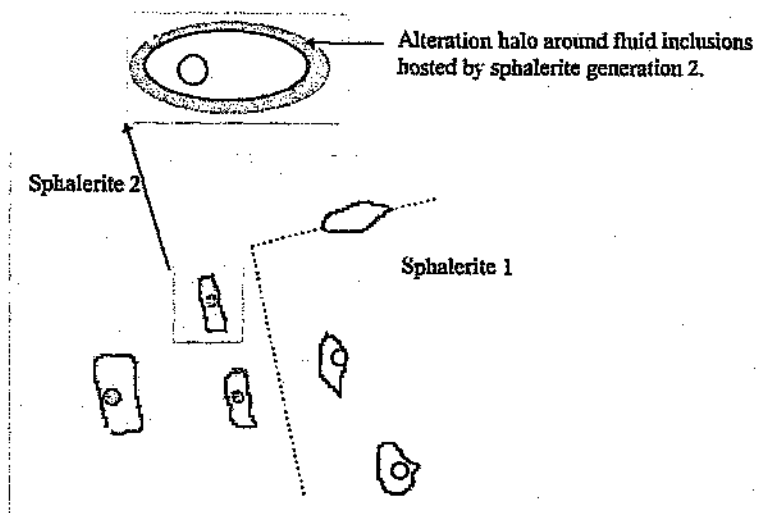 Alteration halo around fluid inclusions
hosted by sphalerite generation 2.
Sphalerite 2
Sphalerite 1